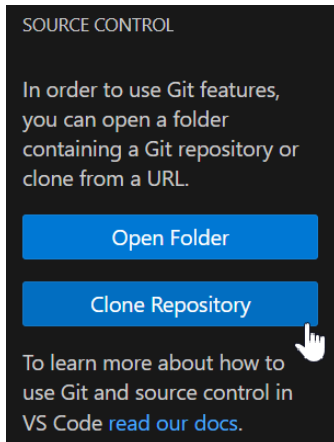 SOURCE CONTROL
In order to use Git features,
you can open a folder
containing a Git repository or
clone from a URL.
Open Folder
Clone Repository
To learn more about how to
use Git and source control in
VS Code read our docs.